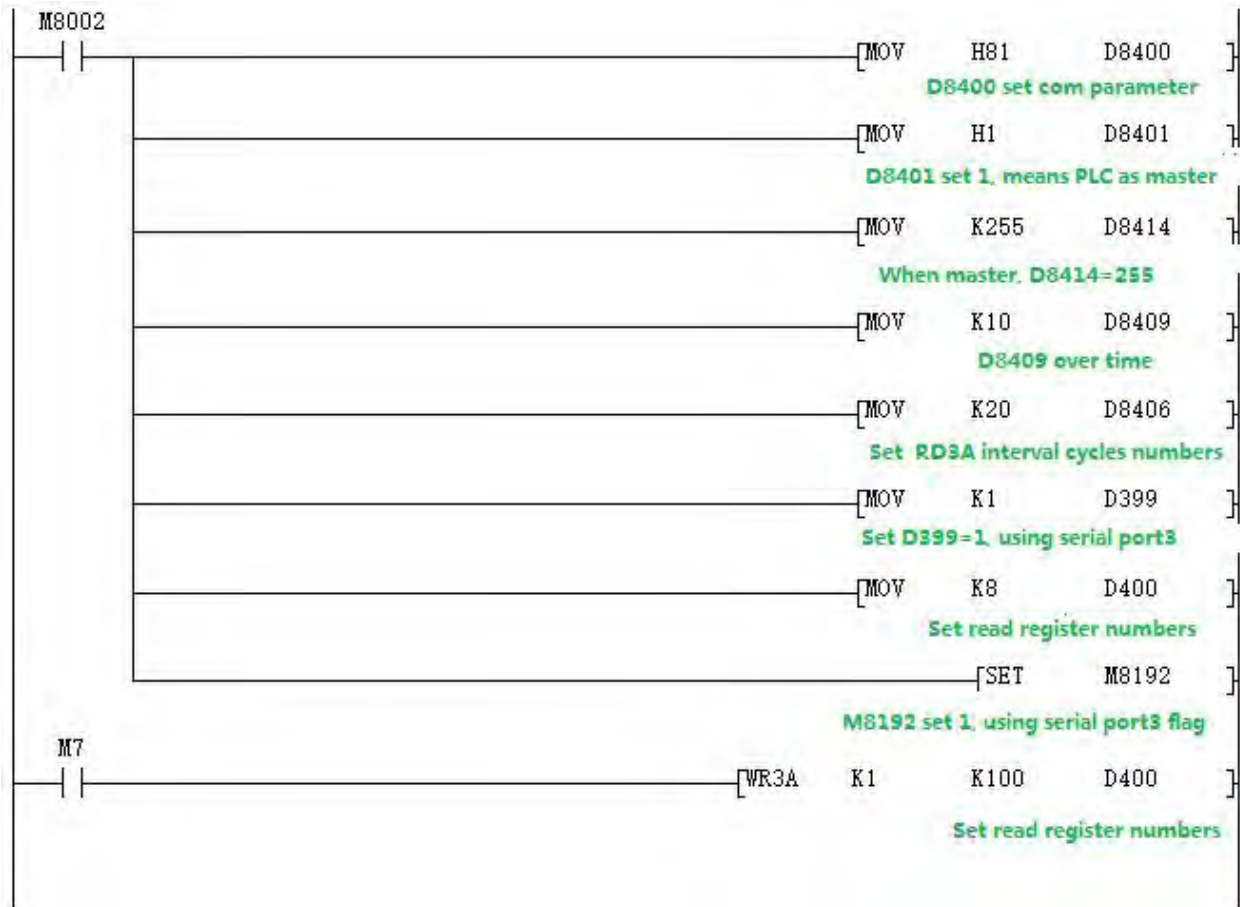 M8002
[MOV H81 D8400 ]
D8400 set com parameter
[MOV H1 D8401 ]
D8401 set 1, means PLC as master
[MOV K255 D8414 ]
When master, D8414=255
[MOV K10 D8409 ]
D8409 over time
[MOV K20 D8406 ]
Set RD3A interval cycles numbers
[MOV K1 D399 ]
Set D399=1, using serial port3
[MOV K8 D400 ]
Set read register numbers
[SET M8192 ]
M8192 set 1, using serial port3 flag
M7
[WR3A K1 K100 D400 ]
Set read register numbers